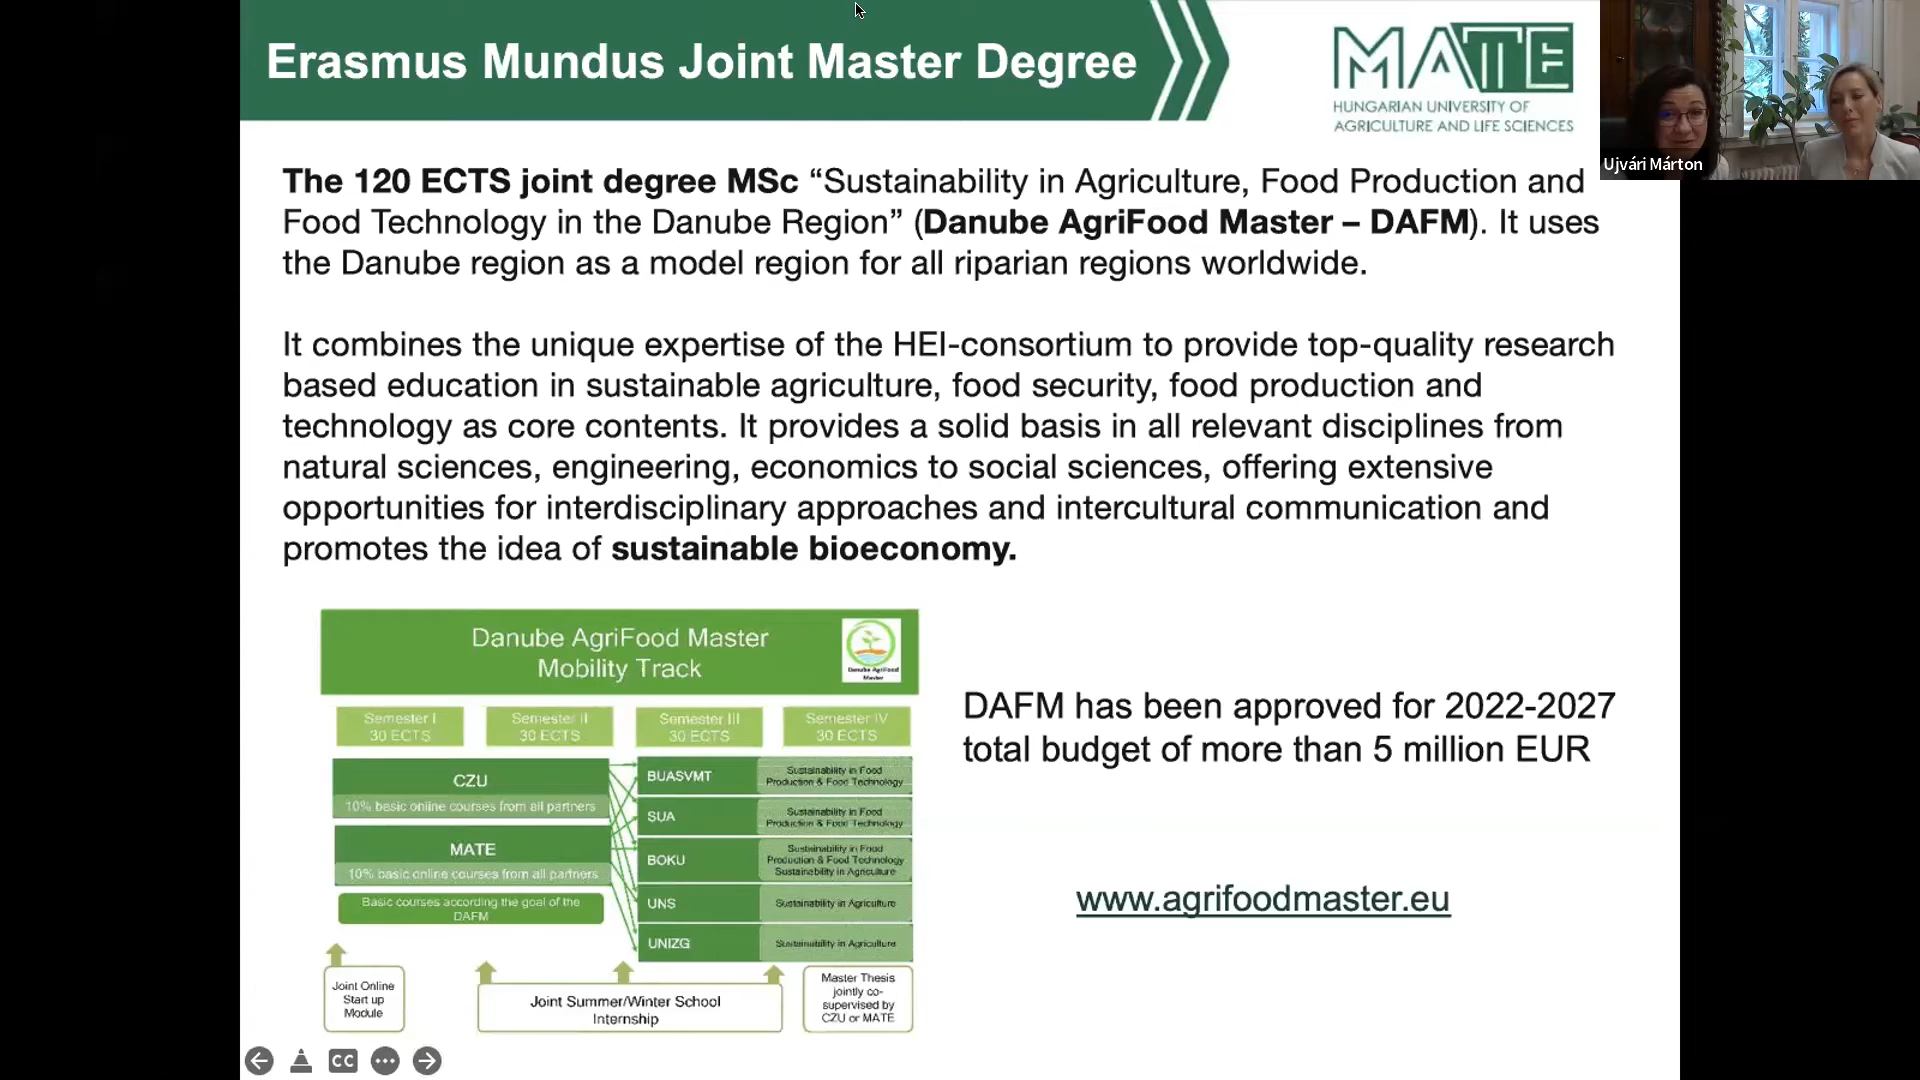 Erasmus Mundus Joint Master Degree
MATE
HUNGARIAN UNIVERSITY OF
AGRICULTURE AND LIFE SCIENCES
Ujvári Márton
The 120 ECTS joint degree MSc “Sustainability in Agriculture, Food Production and
Food Technology in the Danube Region” (Danube AgriFood Master – DAFM). It uses
the Danube region as a model region for all riparian regions worldwide.
It combines the unique expertise of the HEI-consortium to provide top-quality research
based education in sustainable agriculture, food security, food production and
technology as core contents. It provides a solid basis in all relevant disciplines from
natural sciences, engineering, economics to social sciences, offering extensive
opportunities for interdisciplinary approaches and intercultural communication and
promotes the idea of sustainable bioeconomy.
Danube AgriFood Master
Mobility Track
Danube AgriFood
Master
Semester I
30 ECTS
Semester II
30 ECTS
Semester III
30 ECTS
Semester IV
30 ECTS
CZU
10% basic online courses from all partners
MATE
10% basic online courses from all partners
Basic courses according the goal of the
DAFM
BUASVMT
Sustainability in Food
Production & Food Technology
SUA
Sustainability in Food
Production & Food Technology
BOKU
Sustainability in Food
Production & Food Technology
Sustainability in Agriculture
UNS
Sustainability in Agriculture
UNIZG
Sustainability in Agriculture
Joint Online
Start up
Module
Joint Summer/Winter School
Internship
Master Thesis
jointly co-
supervised by
CZU or MATE
DAFM has been approved for 2022-2027
total budget of more than 5 million EUR
www.agrifoodmaster.eu
CC